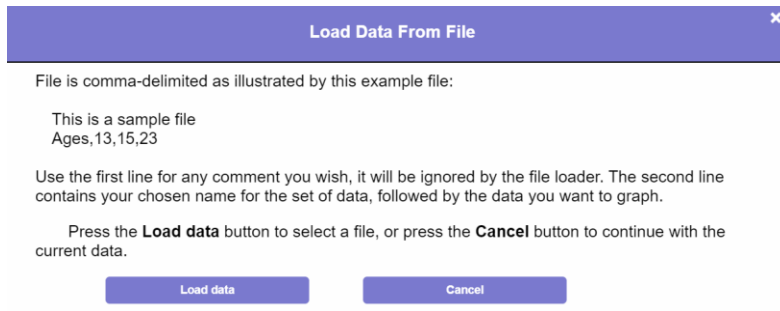 Load Data From File
File is comma-delimited as illustrated by this example file:
This is a sample file
Ages,13,15,23
Use the first line for any comment you wish, it will be ignored by the file loader. The second line
contains your chosen name for the set of data, followed by the data you want to graph.
Press the Load data button to select a file, or press the Cancel button to continue with the
current data.
Load data Cancel